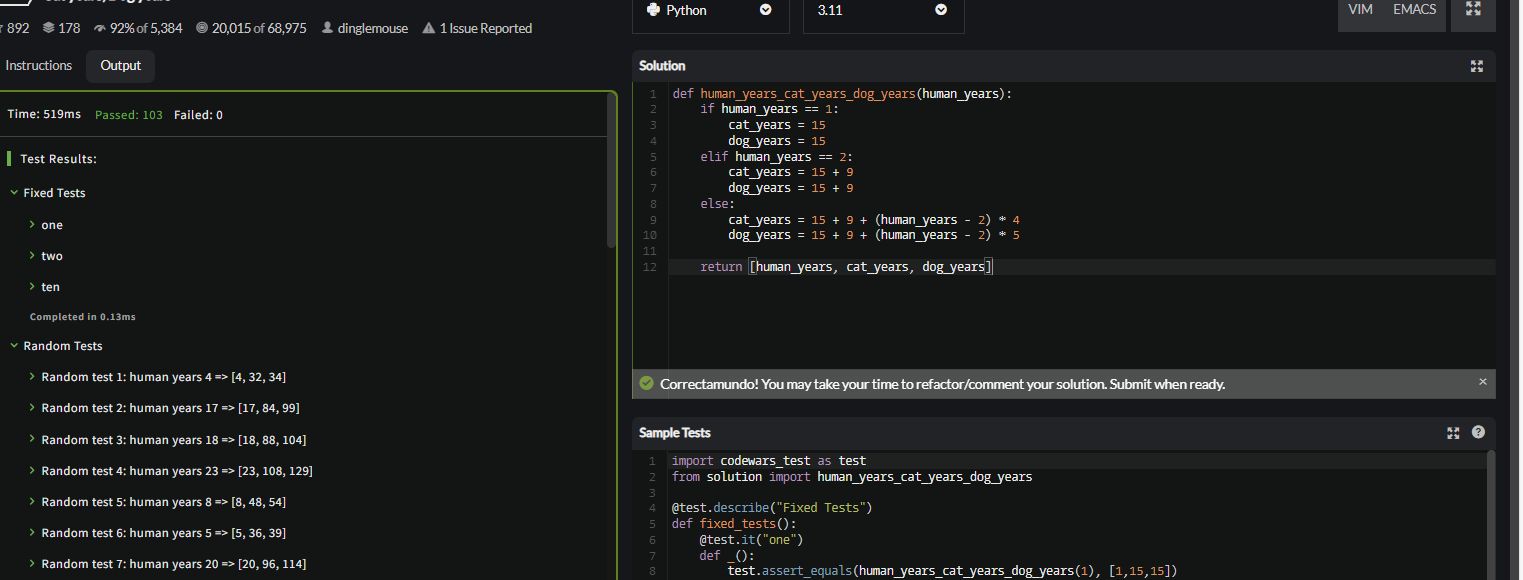 892 178 92% of 5,384 20,015 of 68,975 dinglemouse 1 Issue Reported
Instructions Output
Time: 519ms Passed: 103 Failed: 0
Test Results:
Fixed Tests
one
two
ten
Completed in 0.13ms
Random Tests
Random test 1: human years 4 => [4, 32, 34]
Random test 2: human years 17 => [17, 84, 99]
Random test 3: human years 18 => [18, 88, 104]
Random test 4: human years 23 => [23, 108, 129]
Random test 5: human years 8 => [8, 48, 54]
Random test 6: human years 5 => [5, 36, 39]
Random test 7: human years 20 => [20, 96, 114]
Python 3.11 VIM EMACS
Solution
1 def human_years_cat_years_dog_years(human_years):
2 if human_years == 1:
3 cat_years = 15
4 dog_years = 15
5 elif human_years == 2:
6 cat_years = 15 + 9
7 dog_years = 15 + 9
8 else:
9 cat_years = 15 + 9 + (human_years - 2) * 4
10 dog_years = 15 + 9 + (human_years - 2) * 5
11
12 return [human_years, cat_years, dog_years]
Correctamundo! You may take your time to refactor/comment your solution. Submit when ready.
Sample Tests
1 import codewars_test as test
2 from solution import human_years_cat_years_dog_years
3
4 @test.describe("Fixed Tests")
5 def fixed_tests():
6 @test.it("one")
7 def _():
8 test.assert_equals(human_years_cat_years_dog_years(1), [1,15,15])